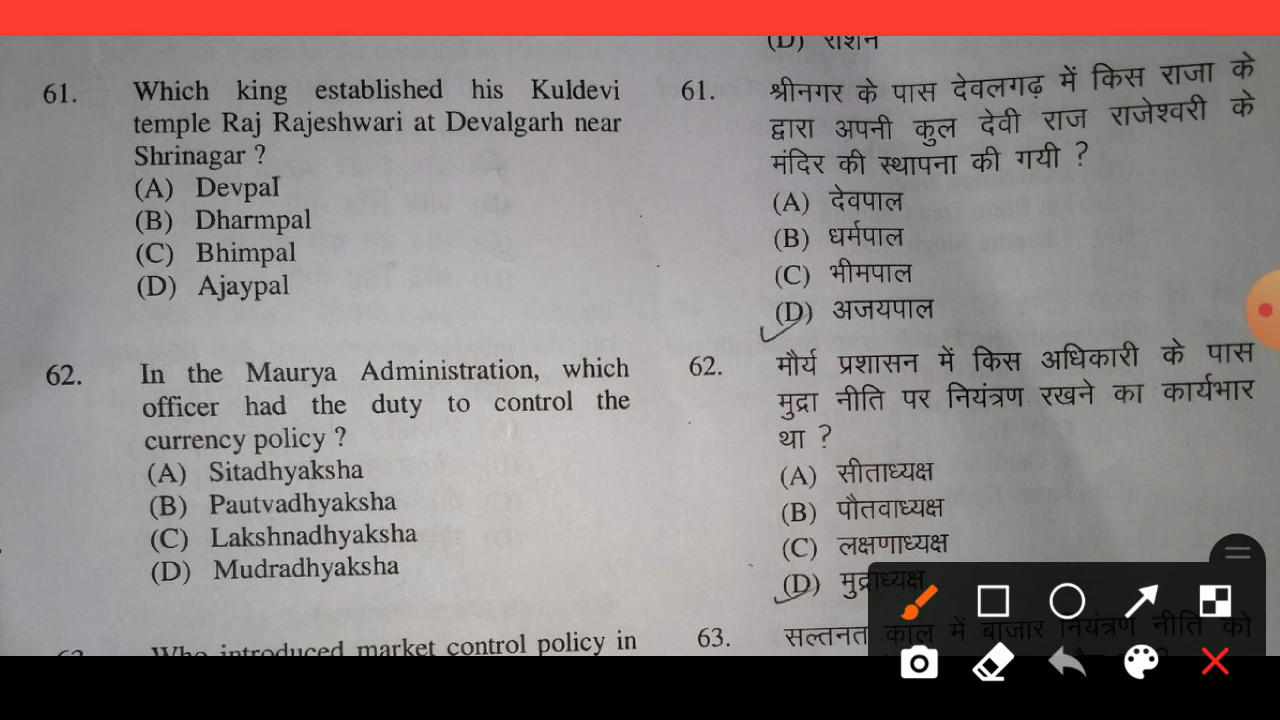 (D) राशन
61. Which king established his Kuldevi
temple Raj Rajeshwari at Devalgarh near
Shrinagar ?
(A) Devpal
(B) Dharmpal
(C) Bhimpal
(D) Ajaypal
62. In the Maurya Administration, which
officer had the duty to control the
currency policy ?
(A) Sitadhyaksha
(B) Pautvadhyaksha
(C) Lakshnadhyaksha
(D) Mudradhyaksha
Who introduced market control policy in
61. श्रीनगर के पास देवलगढ़ में किस राजा के
द्वारा अपनी कुल देवी राज राजेश्वरी के
मंदिर की स्थापना की गयी ?
(A) देवपाल
(B) धर्मपाल
(C) भीमपाल
(D) अजयपाल
62. मौर्य प्रशासन में किस अधिकारी के पास
मुद्रा नीति पर नियंत्रण रखने का कार्यभार
था ?
(A) सीताध्यक्ष
(B) पौतवाध्यक्ष
(C) लक्षणाध्यक्ष
(D) मुद्राध्यक्ष
63. सल्तनत काल में बाजार नियंत्रण नीति को